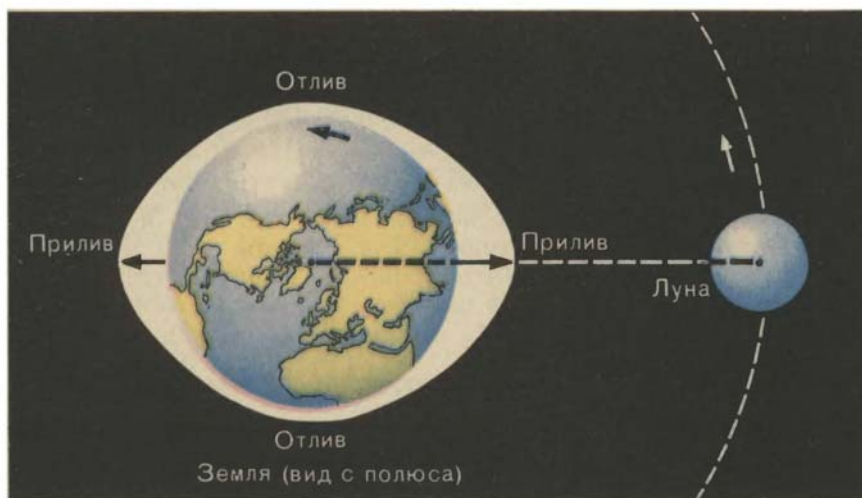 Отлив
Прилив
Прилив
Луна
Отлив
Земля (вид с полюса)